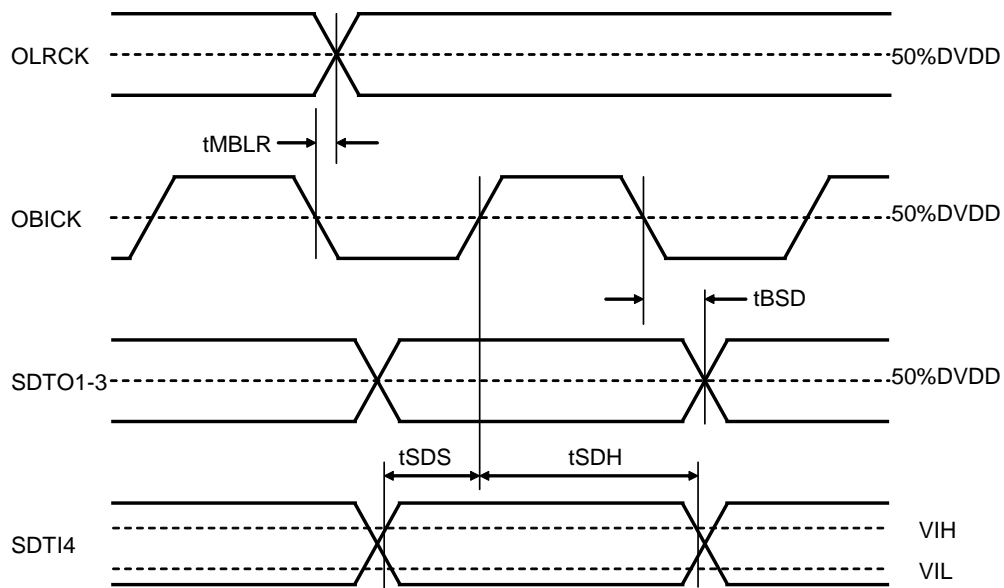 OLRCK
50%DVDD
tMBLR
OBICK
50%DVDD
tBSD
SDTO1-3
50%DVDD
tSDS
tSDH
SDTI4
VIH
VIL